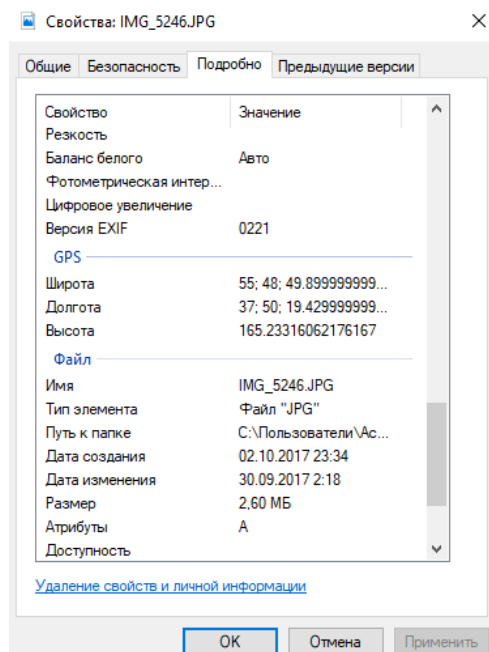 Свойства: IMG_5246.JPG
Общие Безопасность Подробно Предыдущие версии
Свойство Значение
Резкость
Баланс белого Авто
Фотометрическая интер...
Цифровое увеличение
Версия EXIF 0221
GPS
Широта 55; 48; 49.899999999...
Долгота 37; 50; 19.429999999...
Высота 165.23316062176167
Файл
Имя IMG_5246.JPG
Тип элемента Файл "JPG"
Путь к папке C:\Пользователи\Ас...
Дата создания 02.10.2017 23:34
Дата изменения 30.09.2017 2:18
Размер 2,60 МБ
Атрибуты A
Доступность
Удаление свойств и личной информации
ОК Отмена Применить